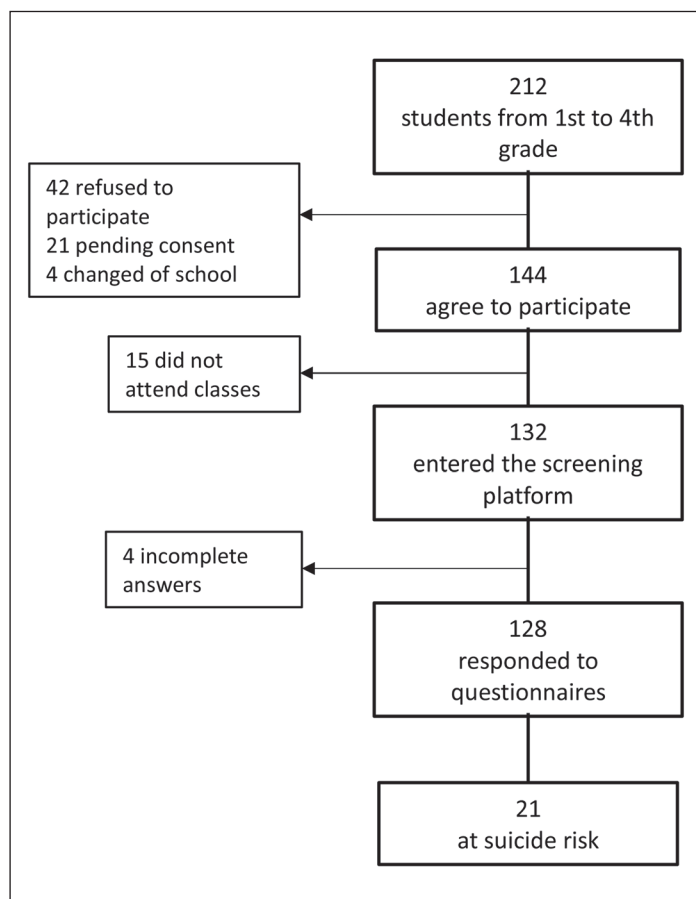 212
students from 1st to 4th
grade
42 refused to
participate
21 pending consent
4 changed of school
144
agree to participate
15 did not
attend classes
132
entered the screening
platform
4 incomplete
answers
128
responded to
questionnaires
21
at suicide risk